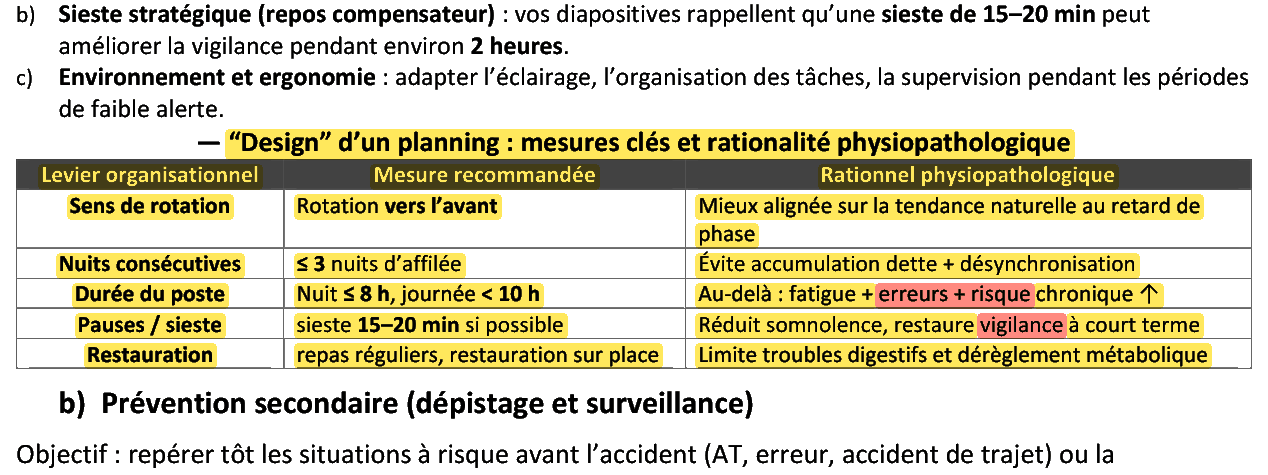 b) Sieste stratégique (repos compensateur) : vos diapositives rappellent qu’une sieste de 15–20 min peut
améliorer la vigilance pendant environ 2 heures.
c) Environnement et ergonomie : adapter l’éclairage, l’organisation des tâches, la supervision pendant les périodes
de faible alerte.
— “Design” d’un planning : mesures clés et rationalité physiopathologique
Levier organisationnel Mesure recommandée Rationnel physiopathologique
Sens de rotation Rotation vers l’avant Mieux alignée sur la tendance naturelle au retard de
phase
Nuits consécutives ≤ 3 nuits d’affilée Évite accumulation dette + désynchronisation
Durée du poste Nuit ≤ 8 h, journée < 10 h Au-delà : fatigue + erreurs + risque chronique ↑
Pauses / sieste sieste 15–20 min si possible Réduit somnolence, restaure vigilance à court terme
Restauration repas réguliers, restauration sur place Limite troubles digestifs et dérèglement métabolique
b) Prévention secondaire (dépistage et surveillance)
Objectif : repérer tôt les situations à risque avant l’accident (AT, erreur, accident de trajet) ou la